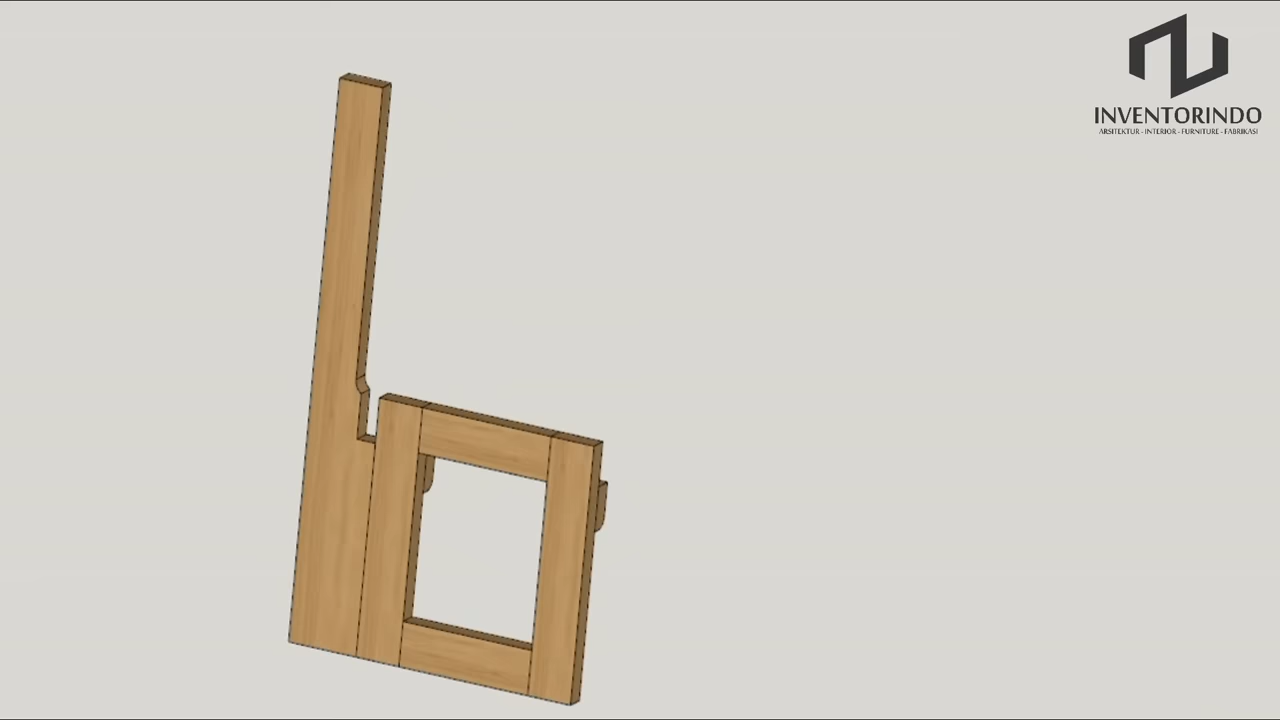 INVENTORINDO
ARSITEKTUR - INTERIOR - FURNITURE - FABRIKASI